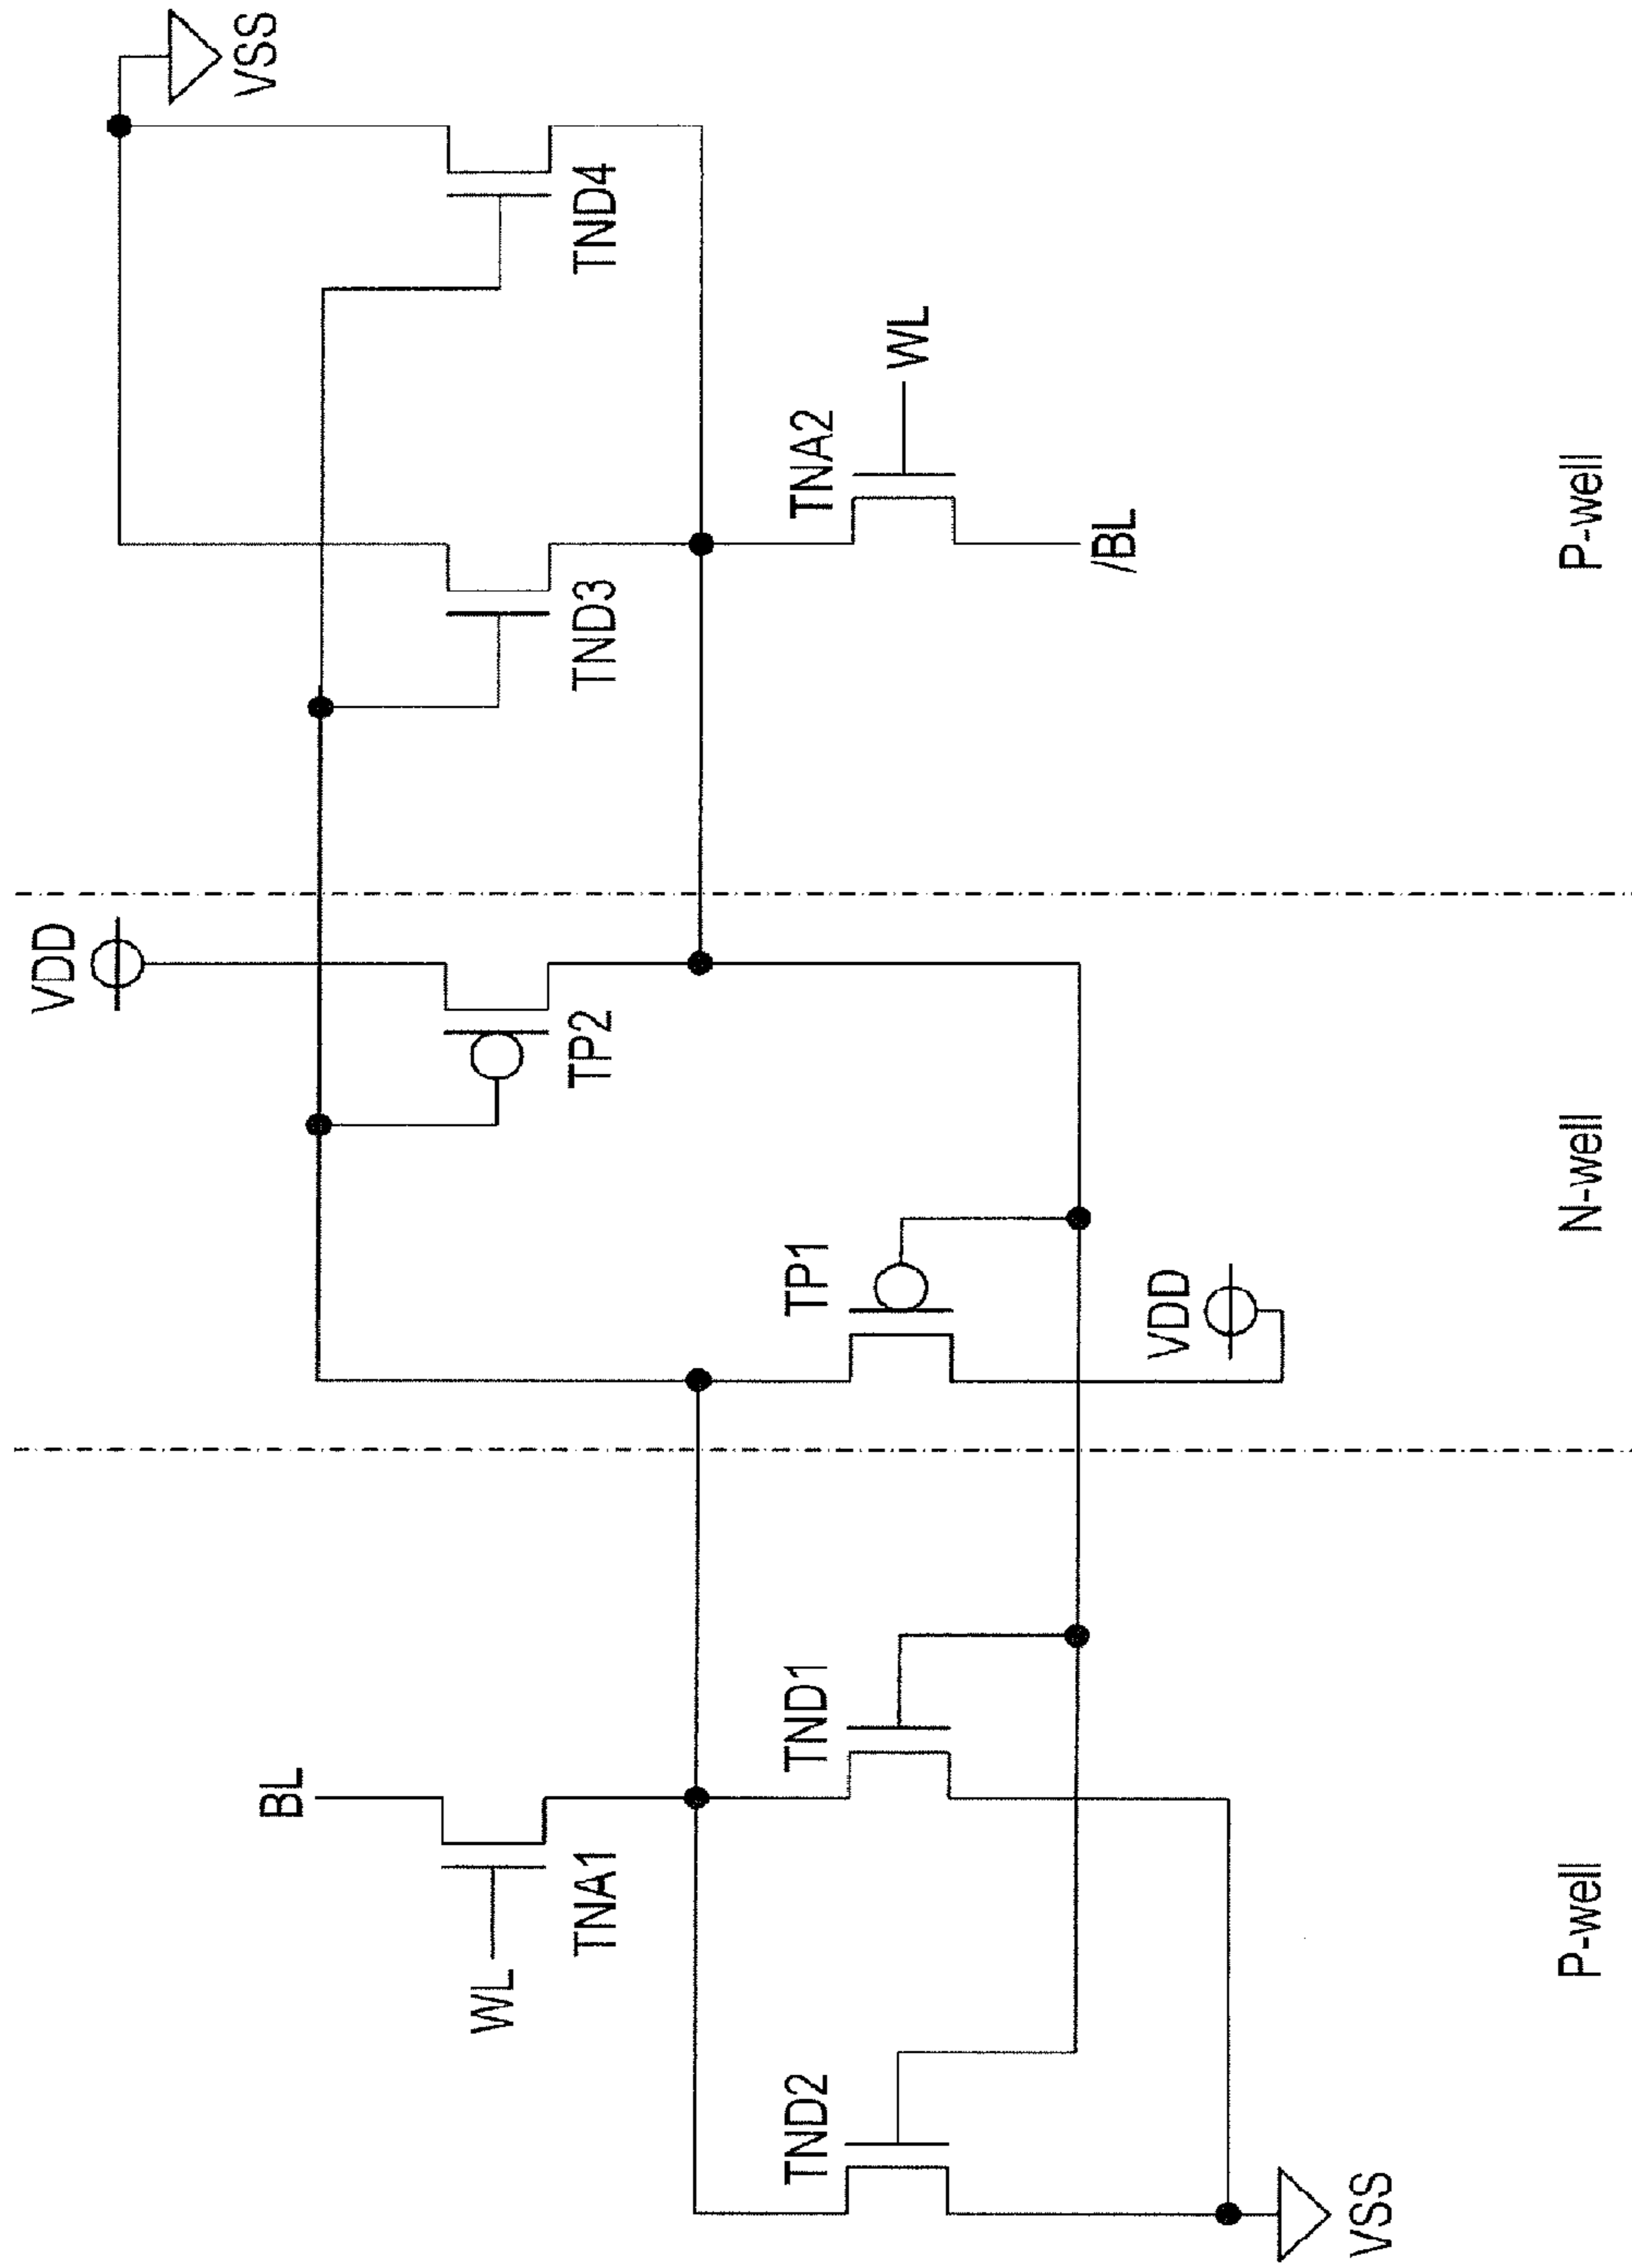 VDD
VSS
BL
WL
TNA1
TP2
TND3
TND4
TND2
TND1
TP1
TNA2
WL
/BL
VDD
VSS
P-well
N-well
P-well